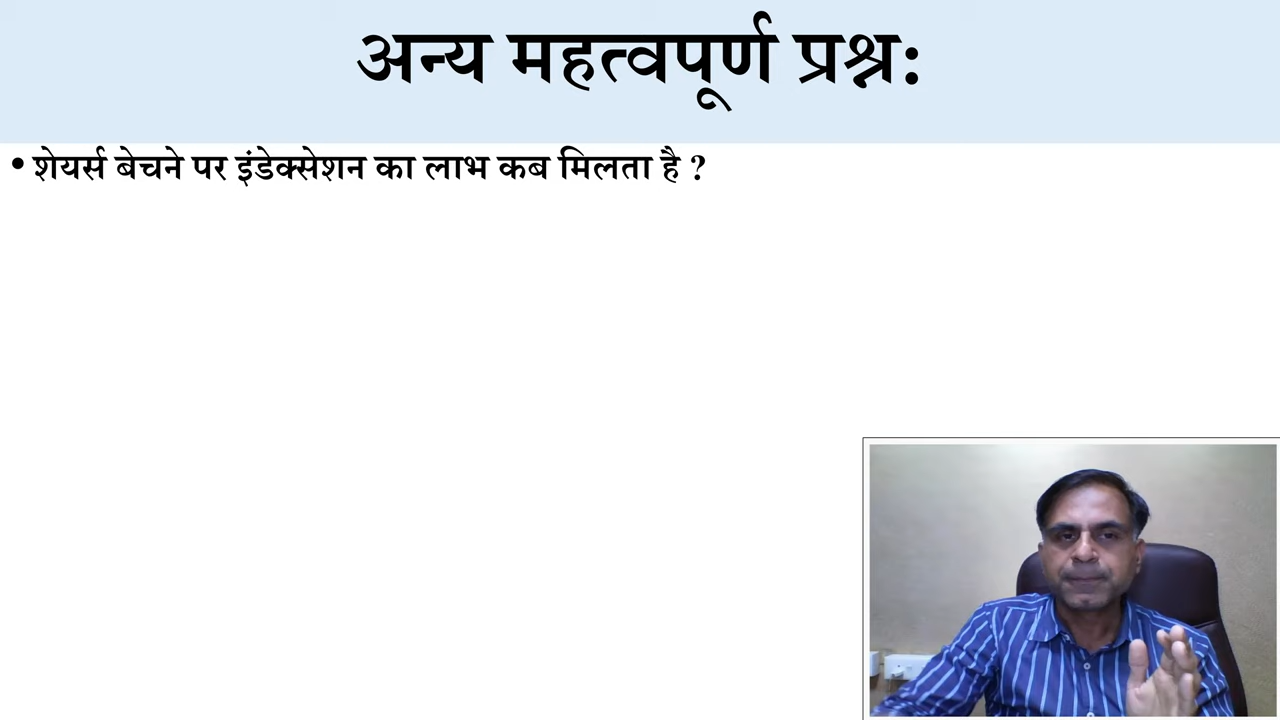 अन्य महत्वपूर्ण प्रश्न:
• शेयर्स बेचने पर इंडेक्सेशन का लाभ कब मिलता है ?